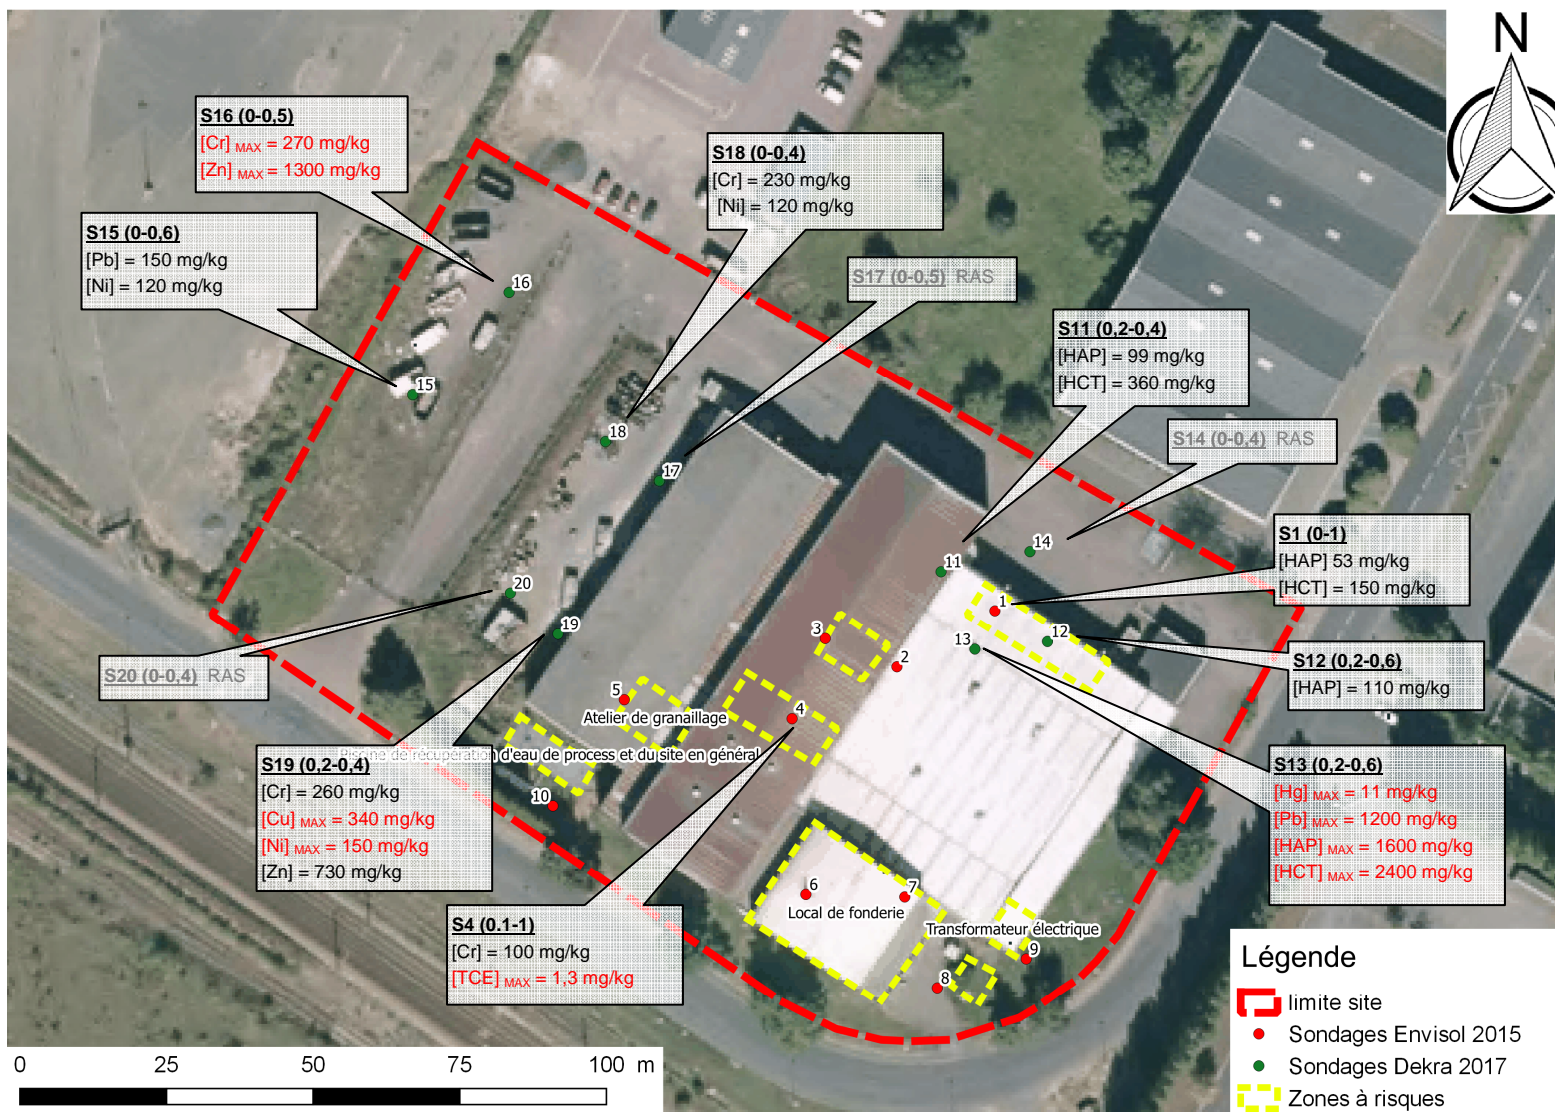 N
S16 (0-0,5)
[Cr] MAX = 270 mg/kg
[Zn] MAX = 1300 mg/kg
S18 (0-0,4)
[Cr] = 230 mg/kg
[Ni] = 120 mg/kg
S15 (0-0,6)
[Pb] = 150 mg/kg
[Ni] = 120 mg/kg
S17 (0-0,5) RAS
S11 (0,2-0,4)
[HAP] = 99 mg/kg
[HCT] = 360 mg/kg
S14 (0-0,4) RAS
S1 (0-1)
[HAP] 53 mg/kg
[HCT] = 150 mg/kg
S12 (0,2-0,6)
[HAP] = 110 mg/kg
S20 (0-0,4) RAS
S19 (0,2-0,4)
[Cr] = 260 mg/kg
[Cu] MAX = 340 mg/kg
[Ni] MAX = 150 mg/kg
[Zn] = 730 mg/kg
S13 (0,2-0,6)
[Hg] MAX = 11 mg/kg
[Pb] MAX = 1200 mg/kg
[HAP] MAX = 1600 mg/kg
[HCT] MAX = 2400 mg/kg
S4 (0.1-1)
[Cr] = 100 mg/kg
[TCE] MAX = 1,3 mg/kg
16
15
18
17
14
11
1
12
13
20
19
3
2
5
4
Atelier de granaillage
de récupération d'eau de process et du site en général
10
6
7
Local de fonderie
Transformateur électrique
9
8
Légende
limite site
Sondages Envisol 2015
Sondages Dekra 2017
Zones à risques
0 25 50 75 100 m